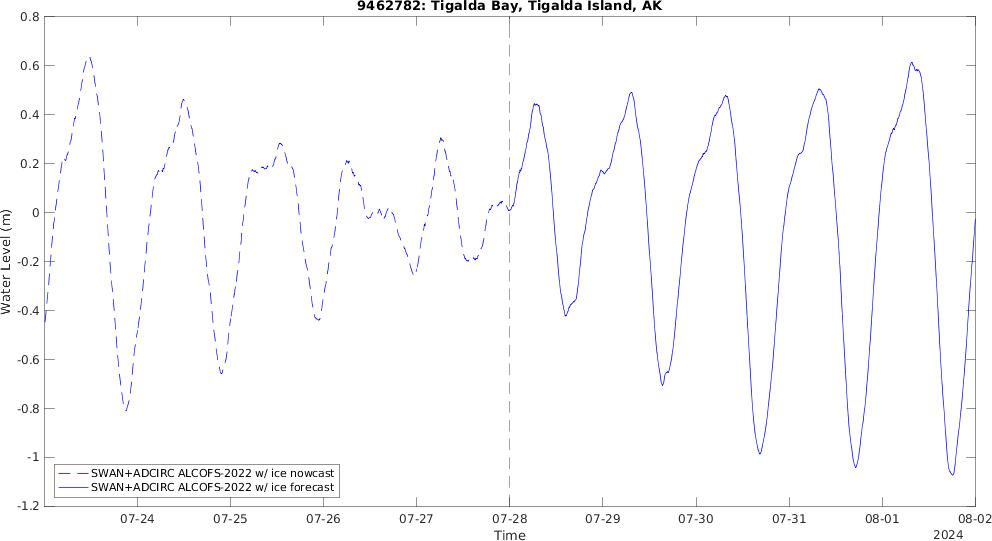 9462782: Tigalda Bay, Tigalda Island, AK
0.8
0.6
0.4
0.2
0
-0.2
-0.4
-0.6
-0.8
-1
-1.2
Water Level (m)
SWAN+ADCIRC ALCOFS-2022 w/ ice nowcast
SWAN+ADCIRC ALCOFS-2022 w/ ice forecast
07-24 07-25 07-26 07-27 07-28 07-29 07-30 07-31 08-01 08-02
Time
2024